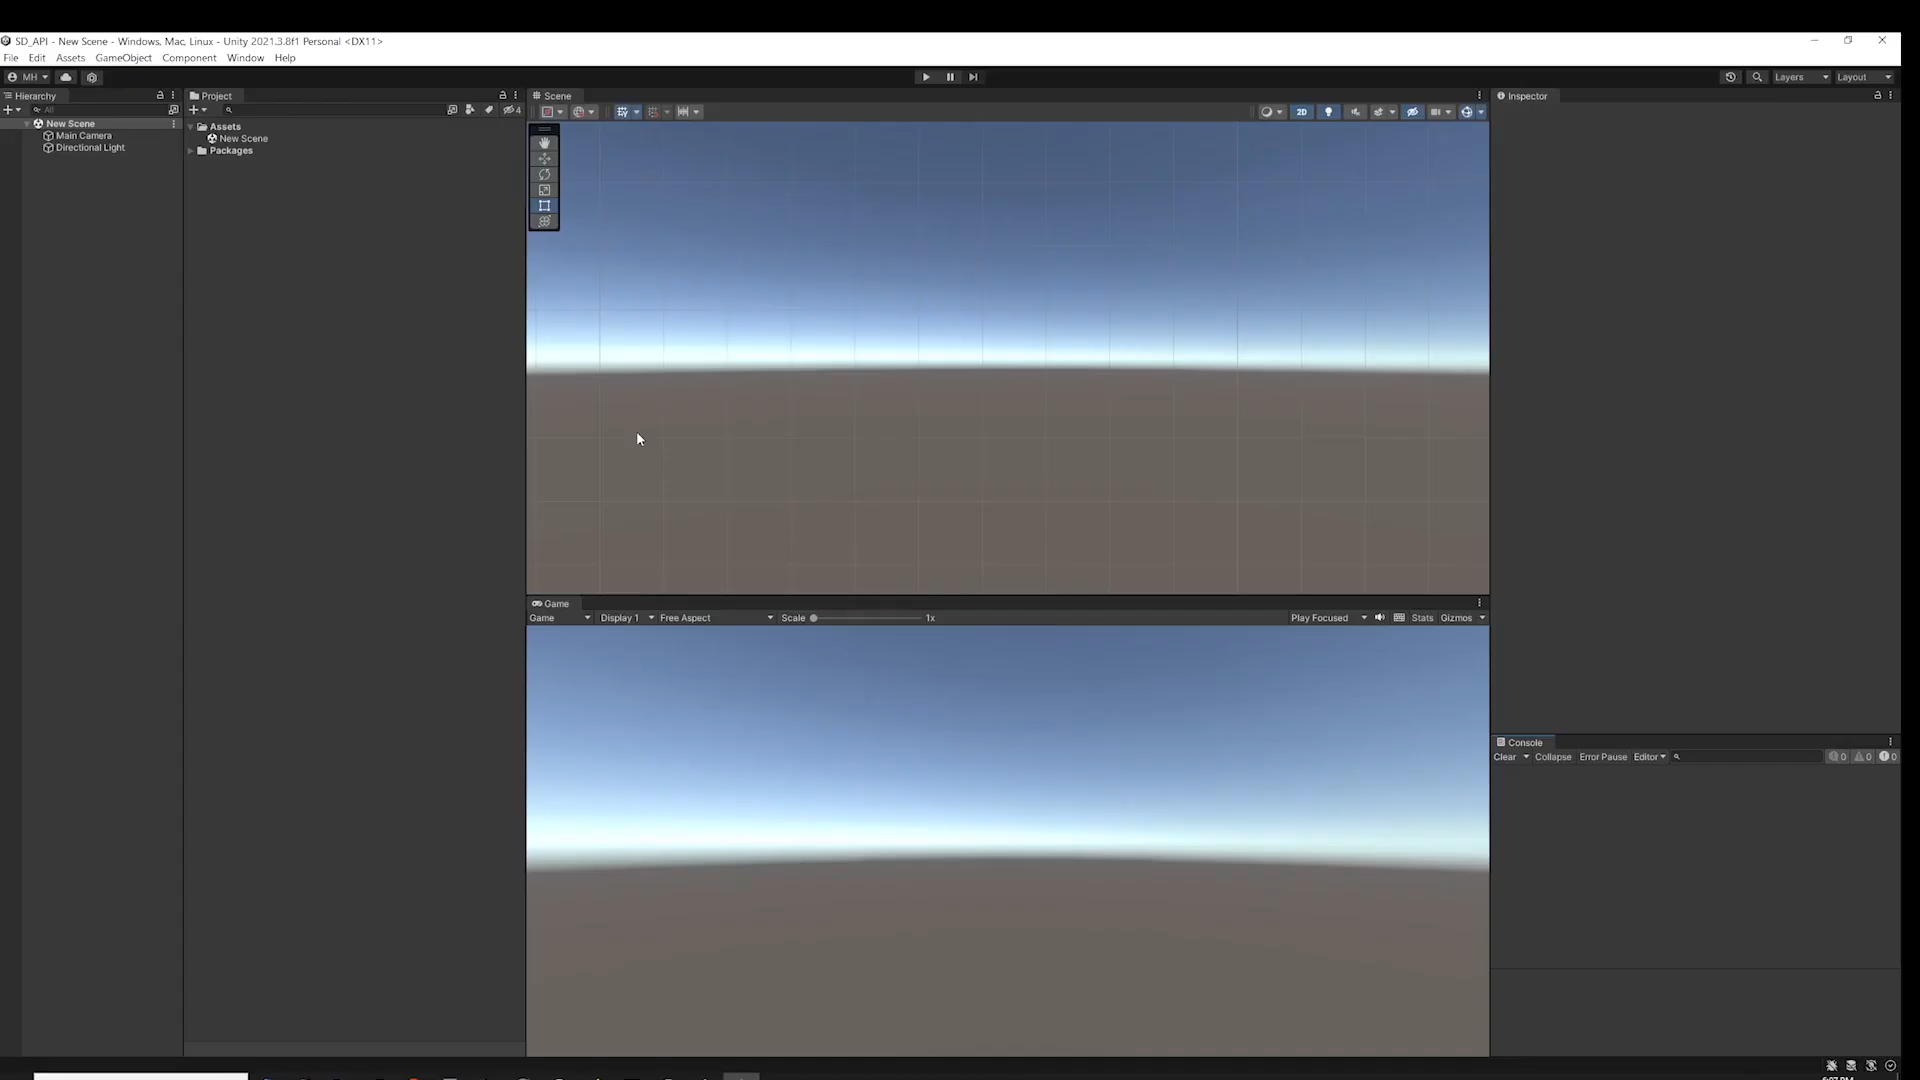 SD_API - New Scene - Windows, Mac, Linux - Unity 2021.3.8f1 Personal <DX11>
File Edit Assets GameObject Component Window Help
MH
Layers Layout
Hierarchy
Project
Scene
Inspector
All
4
2D
New Scene
Main Camera
Directional Light
Assets
New Scene
Packages
Game
Game Display 1 Free Aspect Scale 1x Play Focused Stats Gizmos
Console
Clear Collapse Error Pause Editor 0 0 0